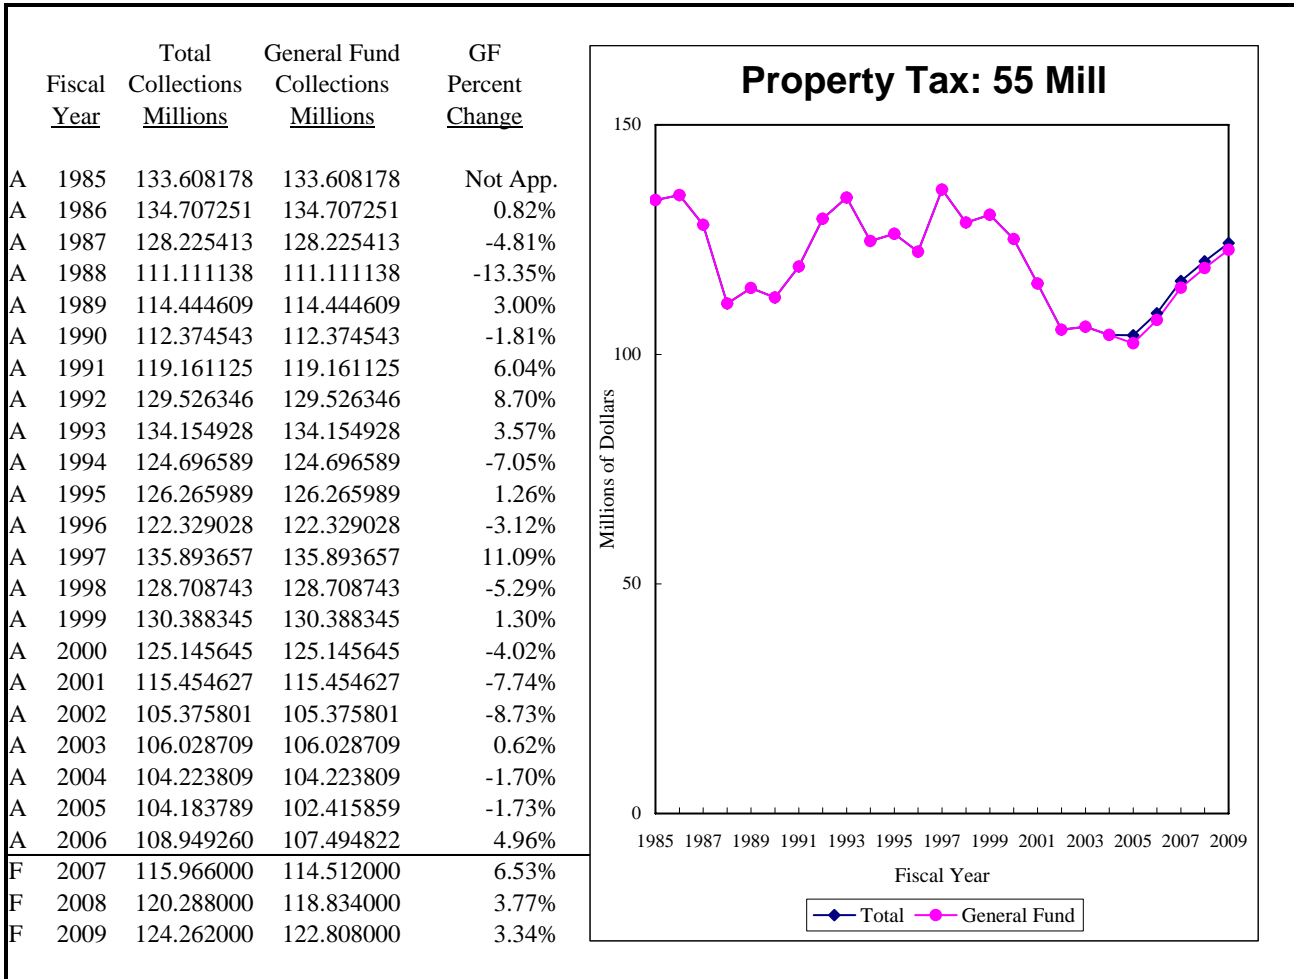 Total General Fund GF
Fiscal Collections Collections Percent
Year Millions Millions Change
A 1985 133.608178 133.608178 Not App.
A 1986 134.707251 134.707251 0.82%
A 1987 128.225413 128.225413 -4.81%
A 1988 111.111138 111.111138 -13.35%
A 1989 114.444609 114.444609 3.00%
A 1990 112.374543 112.374543 -1.81%
A 1991 119.161125 119.161125 6.04%
A 1992 129.526346 129.526346 8.70%
A 1993 134.154928 134.154928 3.57%
A 1994 124.696589 124.696589 -7.05%
A 1995 126.265989 126.265989 1.26%
A 1996 122.329028 122.329028 -3.12%
A 1997 135.893657 135.893657 11.09%
A 1998 128.708743 128.708743 -5.29%
A 1999 130.388345 130.388345 1.30%
A 2000 125.145645 125.145645 -4.02%
A 2001 115.454627 115.454627 -7.74%
A 2002 105.375801 105.375801 -8.73%
A 2003 106.028709 106.028709 0.62%
A 2004 104.223809 104.223809 -1.70%
A 2005 104.183789 102.415859 -1.73%
A 2006 108.949260 107.494822 4.96%
F 2007 115.966000 114.512000 6.53%
F 2008 120.288000 118.834000 3.77%
F 2009 124.262000 122.808000 3.34%
Property Tax: 55 Mill
150
100
50
0
Millions of Dollars
1985 1987 1989 1991 1993 1995 1997 1999 2001 2003 2005 2007 2009
Fiscal Year
Total General Fund